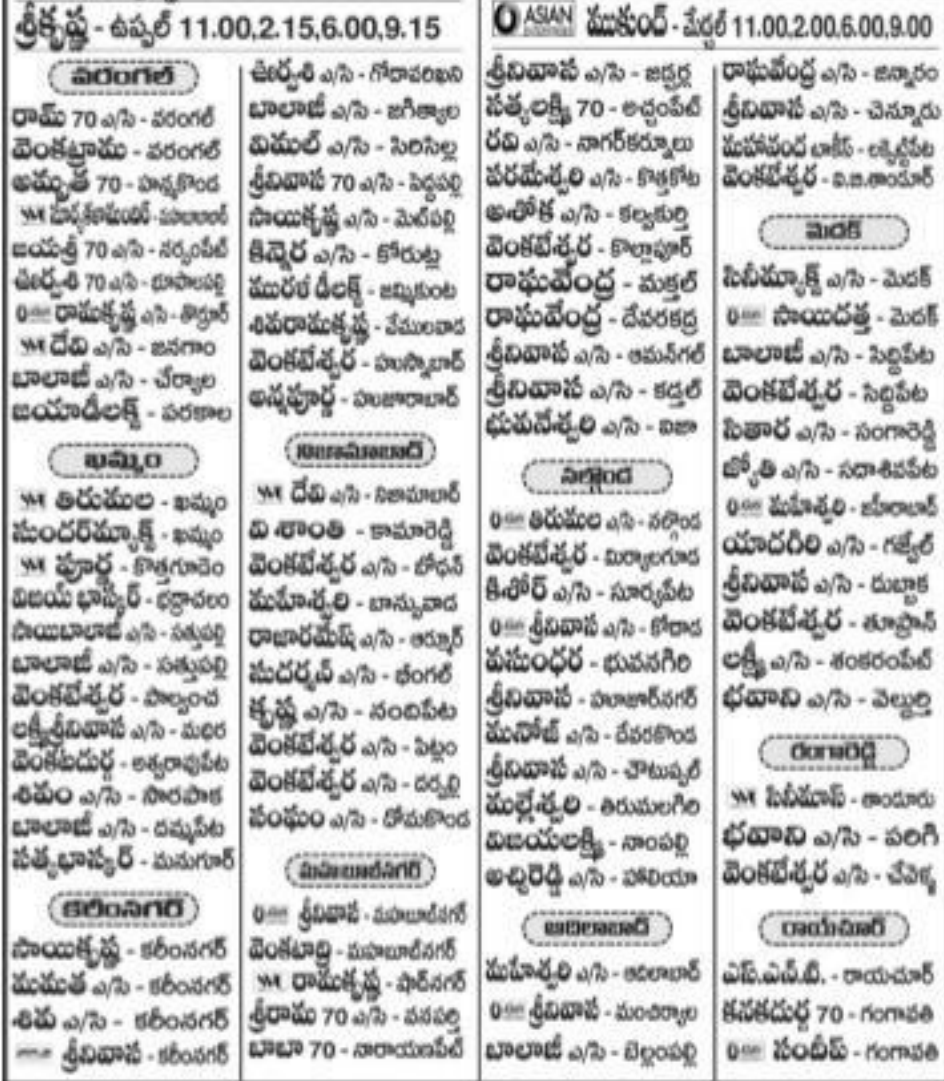 శ్రీకృష్ణ - ఉప్పల్ 11.00,2.15,6.00,9.15
వరంగల్
రామ్ 70 ఎ/సి - వరంగల్
వెంకట్రామ - వరంగల్
అమృత 70 - హన్మకొండ
జయశ్రీ 70 ఎ/సి - నర్సంపేట్
ఊర్వశి 70 ఎ/సి - భూపాలపల్లి
రామకృష్ణ ఎ/సి - తొర్రూర్
దేవి ఎ/సి - జనగాం
బాలాజీ ఎ/సి - చేర్యాల
జయాడీలక్స్ - పరకాల
ఖమ్మం
తిరుమల - ఖమ్మం
సుందర్‌మ్యాక్స్ - ఖమ్మం
పూర్ణ - కొత్తగూడెం
విజయ్ భాస్కర్ - భద్రాచలం
సాయిబాలాజీ ఎ/సి - సత్తుపల్లి
బాలాజీ ఎ/సి - సత్తుపల్లి
వెంకటేశ్వర - పాల్వంచ
లక్ష్మీశ్రీనివాస ఎ/సి - మధిర
వెంకటదుర్గ - అశ్వరావుపేట
శివం ఎ/సి - సారపాక
బాలాజీ ఎ/సి - దమ్మపేట
సత్యభాస్కర్ - మనుగూర్
కరీంనగర్
సాయికృష్ణ - కరీంనగర్
మమత ఎ/సి - కరీంనగర్
శివ ఎ/సి - కరీంనగర్
శ్రీనివాస - కరీంనగర్
ఊర్వశి ఎ/సి - గోదావరిఖని
బాలాజీ ఎ/సి - జగిత్యాల
విమల్ ఎ/సి - సిరిసిల్ల
శ్రీనివాస 70 ఎ/సి - పెద్దపల్లి
సాయికృష్ణ ఎ/సి - మెట్‌పల్లి
కిన్నెర ఎ/సి - కోరుట్ల
మురళి డీలక్స్ - జమ్మికుంట
శివరామకృష్ణ - వేములవాడ
వెంకటేశ్వర - హుస్నాబాద్
అన్నపూర్ణ - హుజూరాబాద్
నిజామాబాద్
దేవి ఎ/సి - నిజామాబాద్
విశాంతి - కామారెడ్డి
వెంకటేశ్వర ఎ/సి - బోధన్
మహేశ్వరి - బాన్సువాడ
రాజారమేష్ ఎ/సి - ఆర్మూర్
సుదర్శన్ ఎ/సి - భీంగల్
కృష్ణ ఎ/సి - నందిపేట
వెంకటేశ్వర ఎ/సి - పిట్లం
వెంకటేశ్వర ఎ/సి - దర్పల్లి
సంఘం ఎ/సి - దోమకొండ
మహబూబ్‌నగర్
శ్రీనివాస - మహబూబ్‌నగర్
వెంకటాద్రి - మహబూబ్‌నగర్
రామకృష్ణ - షాద్‌నగర్
శ్రీరామ 70 ఎ/సి - వనపర్తి
బాబా 70 - నారాయణపేట్
ASIAN ముకుంద్ - మేడ్చల్ 11.00,2.00,6.00,9.00
శ్రీనివాస ఎ/సి - జడ్చర్ల
సత్యలక్ష్మి 70 - అచ్చంపేట్
రవి ఎ/సి - నాగర్‌కర్నూలు
పరమేశ్వరి ఎ/సి - కొత్తకోట
అశోక ఎ/సి - కల్వకుర్తి
వెంకటేశ్వర - కొల్లాపూర్
రాఘవేంద్ర - మక్తల్
రాఘవేంద్ర - దేవరకద్ర
శ్రీనివాస ఎ/సి - ఆమన్‌గల్
శ్రీనివాస ఎ/సి - కడ్తల్
భువనేశ్వరి ఎ/సి - ఐజా
నల్గొండ
తిరుమల ఎ/సి - నల్గొండ
వెంకటేశ్వర - మిర్యాలగూడ
కిశోర్ ఎ/సి - సూర్యపేట
శ్రీనివాస ఎ/సి - కోదాడ
వసుంధర - భువనగిరి
శ్రీనివాస - హుజూర్‌నగర్
మనోజ్ ఎ/సి - దేవరకొండ
శ్రీనివాస ఎ/సి - చౌటుప్పల్
మల్లేశ్వరి - తిరుమలగిరి
విజయలక్ష్మి - నాంపల్లి
అచ్చిరెడ్డి ఎ/సి - హాలియా
ఆదిలాబాద్
మహేశ్వరి ఎ/సి - ఆదిలాబాద్
శ్రీనివాస ఎ/సి - మంచిర్యాల
బాలాజీ ఎ/సి - బెల్లంపల్లి
రాఘవేంద్ర ఎ/సి - జిన్నారం
శ్రీనివాస ఎ/సి - చెన్నూరు
మహానంద టాకీస్ - లక్సెట్టిపేట
వెంకటేశ్వర - ఐ.బి.తాండూర్
మెదక్
సినీమ్యాక్స్ ఎ/సి - మెదక్
సాయిదత్త - మెదక్
బాలాజీ ఎ/సి - సిద్దిపేట
వెంకటేశ్వర - సిద్దిపేట
సితార ఎ/సి - సంగారెడ్డి
జ్యోతి ఎ/సి - సదాశివపేట
మహేశ్వరి - జహీరాబాద్
యాదగిరి ఎ/సి - గజ్వేల్
శ్రీనివాస ఎ/సి - దుబ్బాక
వెంకటేశ్వర - తూప్రాన్
లక్ష్మీ ఎ/సి - శంకరంపేట్
భవాని ఎ/సి - వెల్దుర్తి
రంగారెడ్డి
సినీమాస్ - తాండూరు
భవాని ఎ/సి - పరిగి
వెంకటేశ్వర ఎ/సి - చేవెళ్ళ
రాయచూర్
ఎస్.ఎన్.టి. - రాయచూర్
కనకదుర్గ 70 - గంగావతి
సందీప్ - గంగావతి